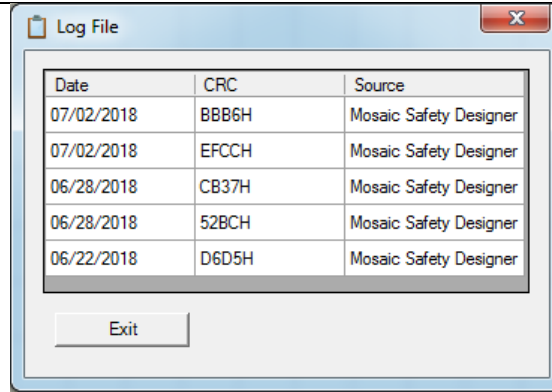 Log File
Date CRC Source
07/02/2018 BBB6H Mosaic Safety Designer
07/02/2018 EFCCH Mosaic Safety Designer
06/28/2018 CB37H Mosaic Safety Designer
06/28/2018 52BCH Mosaic Safety Designer
06/22/2018 D6D5H Mosaic Safety Designer
Exit